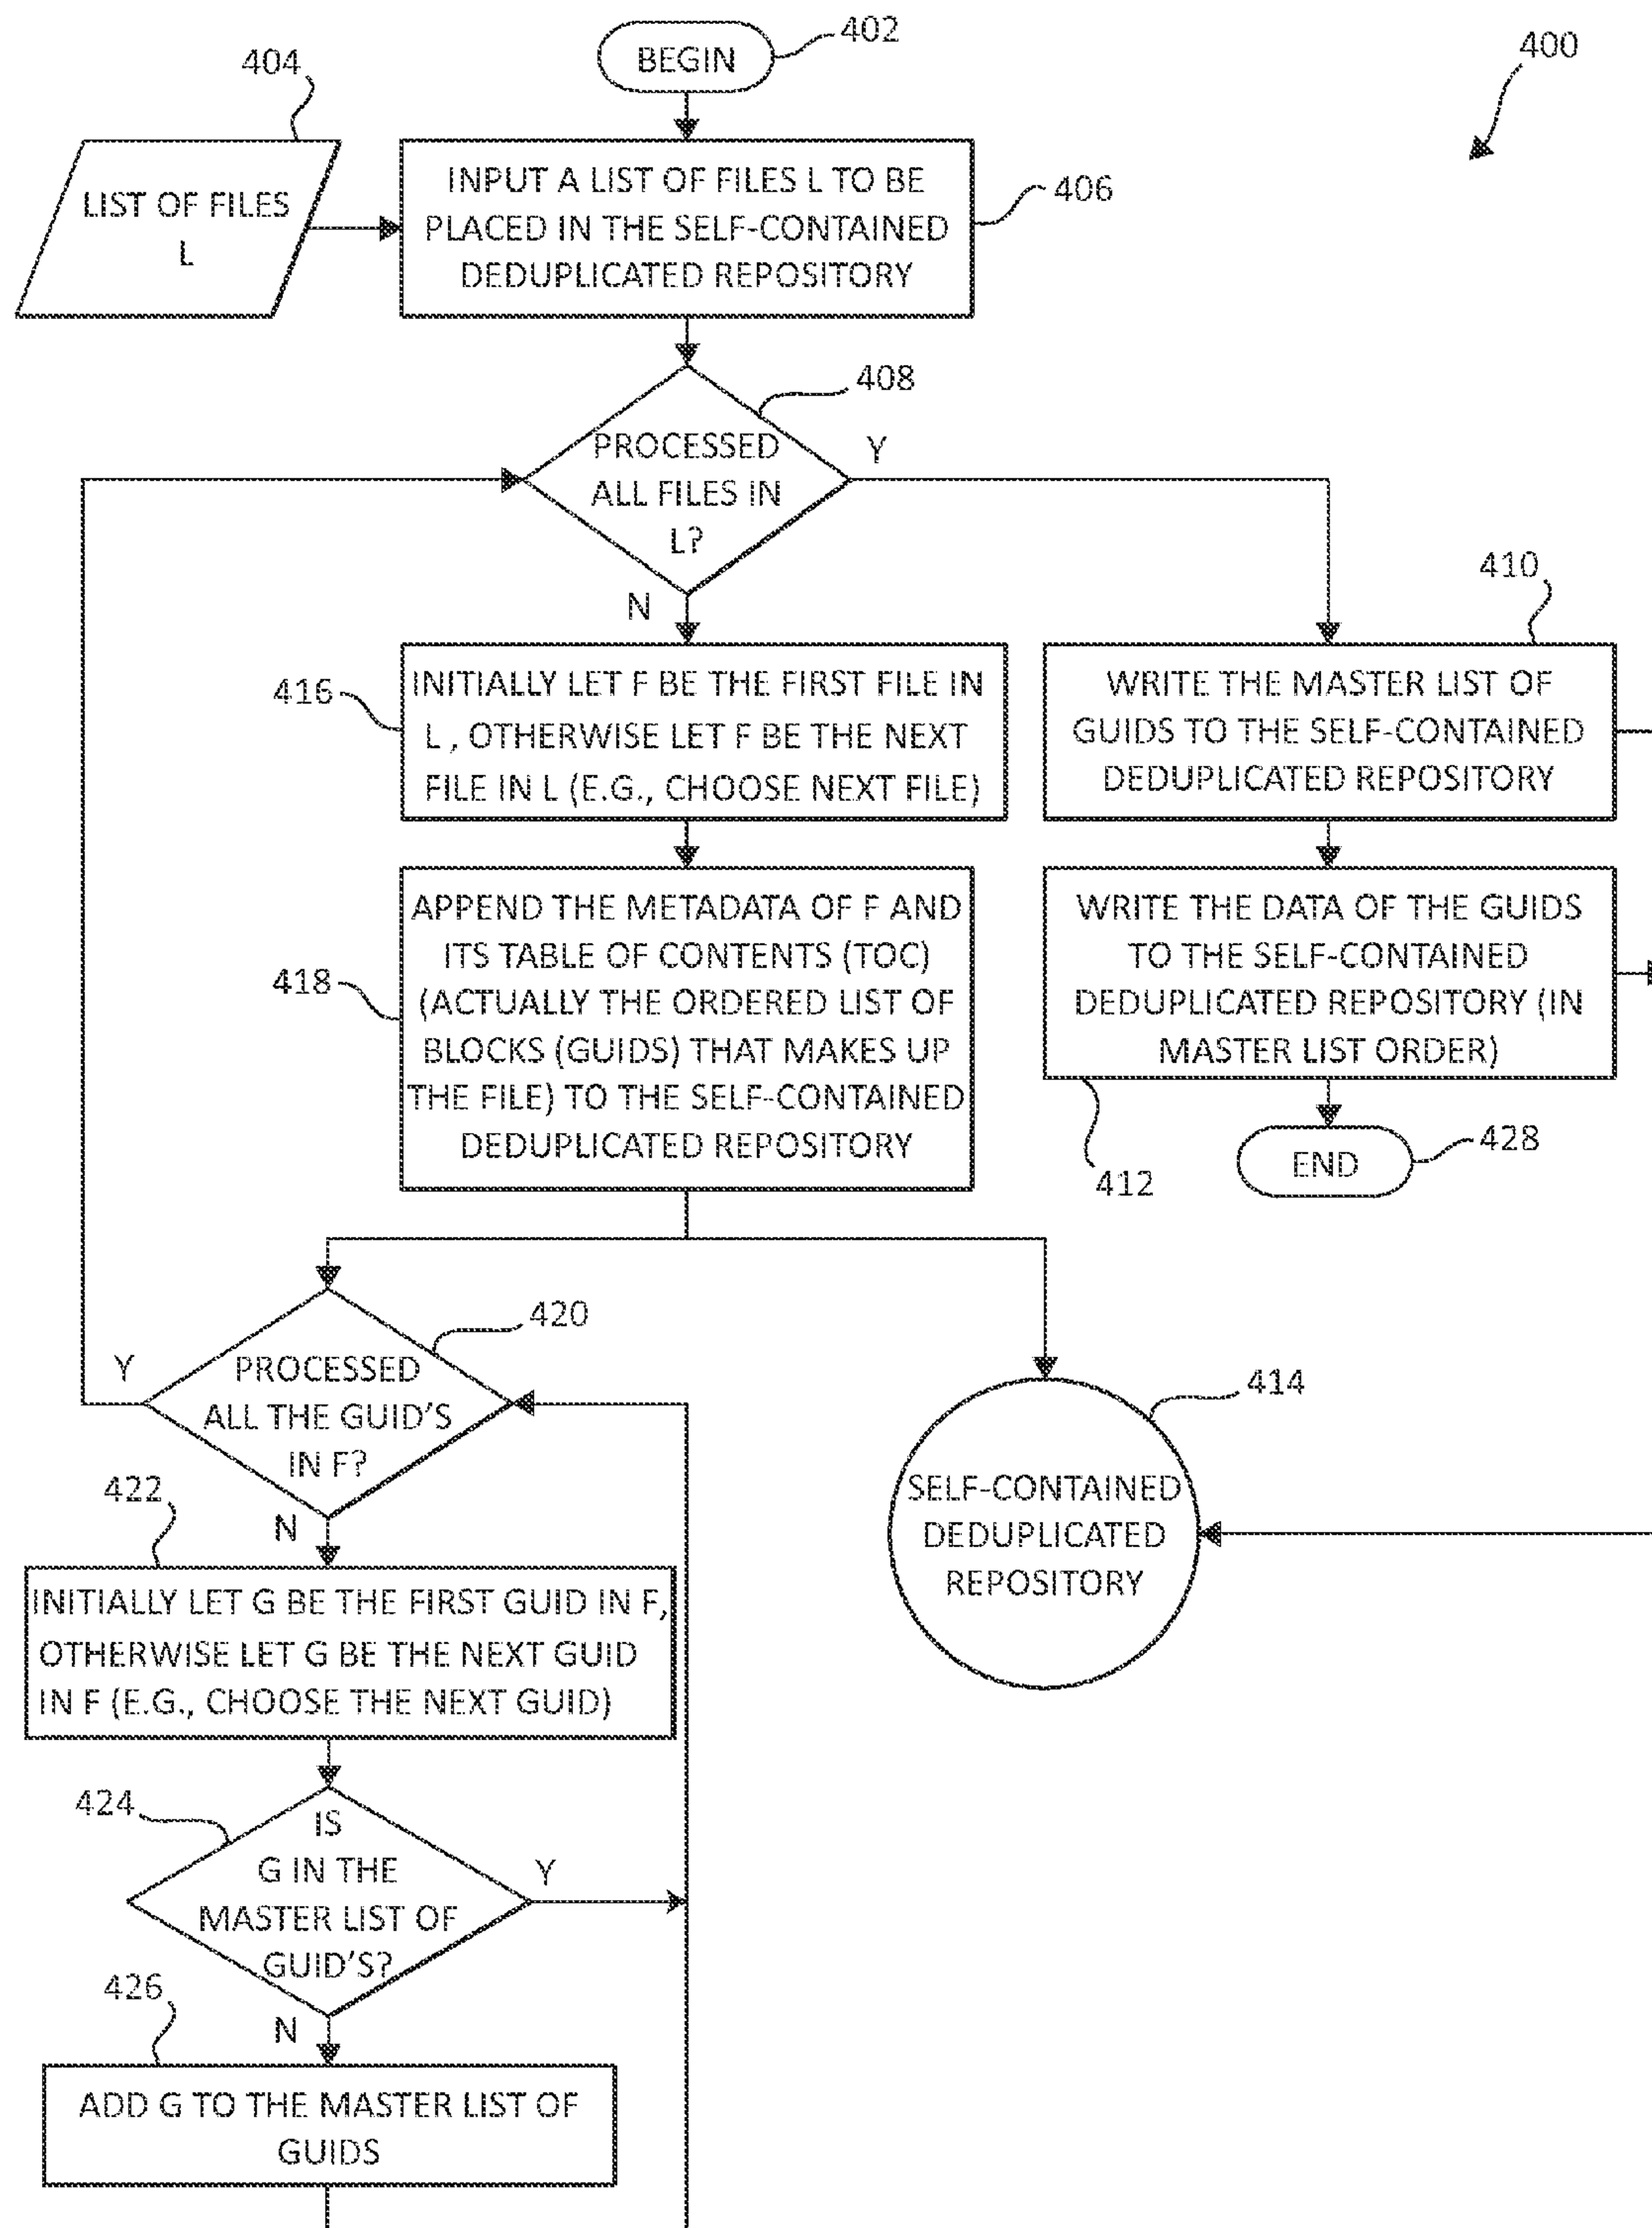 402
BEGIN
400
404
LIST OF FILES
L
INPUT A LIST OF FILES L TO BE
PLACED IN THE SELF-CONTAINED
DEDUPLICATED REPOSITORY
406
408
PROCESSED
ALL FILES IN
L?
Y
N
410
416
INITIALLY LET F BE THE FIRST FILE IN
L , OTHERWISE LET F BE THE NEXT
FILE IN L (E.G., CHOOSE NEXT FILE)
WRITE THE MASTER LIST OF
GUIDS TO THE SELF-CONTAINED
DEDUPLICATED REPOSITORY
418
APPEND THE METADATA OF F AND
ITS TABLE OF CONTENTS (TOC)
(ACTUALLY THE ORDERED LIST OF
BLOCKS (GUIDS) THAT MAKES UP
THE FILE) TO THE SELF-CONTAINED
DEDUPLICATED REPOSITORY
WRITE THE DATA OF THE GUIDS
TO THE SELF-CONTAINED
DEDUPLICATED REPOSITORY (IN
MASTER LIST ORDER)
412
END
428
420
Y
PROCESSED
ALL THE GUID'S
IN F?
N
414
SELF-CONTAINED
DEDUPLICATED
REPOSITORY
422
INITIALLY LET G BE THE FIRST GUID IN F,
OTHERWISE LET G BE THE NEXT GUID
IN F (E.G., CHOOSE THE NEXT GUID)
424
IS
G IN THE
MASTER LIST OF
GUID'S?
Y
N
426
ADD G TO THE MASTER LIST OF
GUIDS